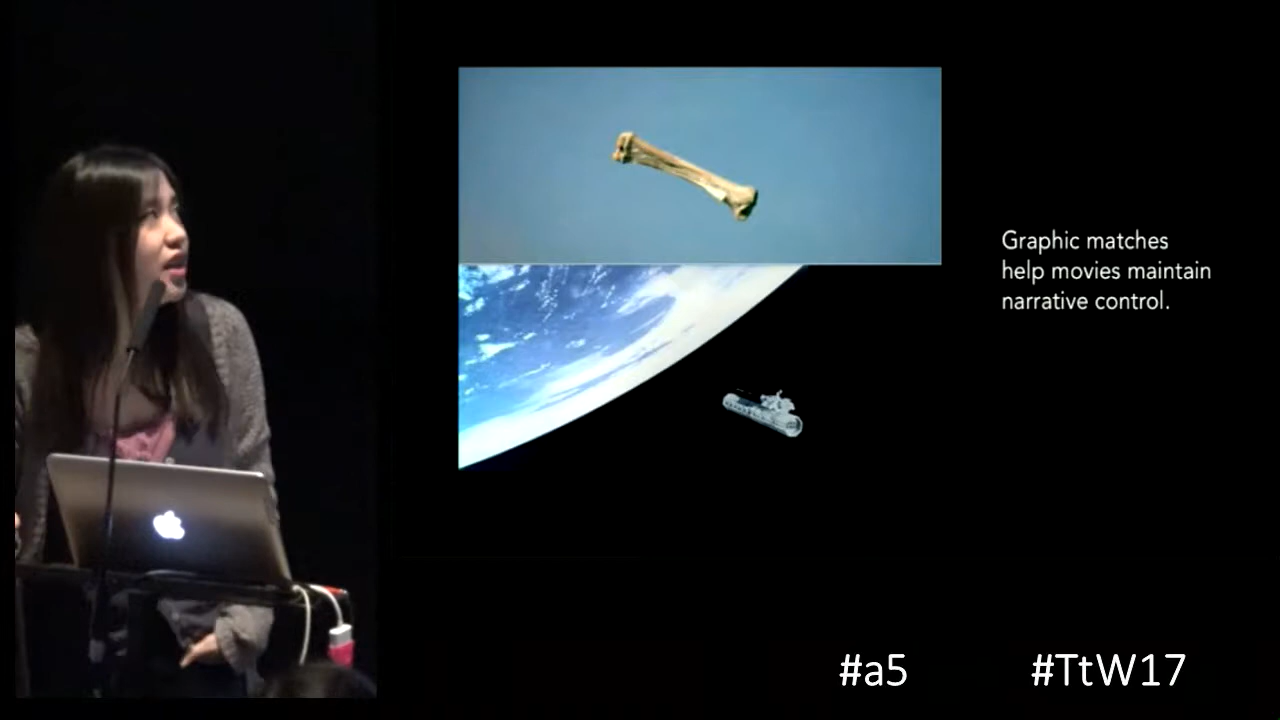 Graphic matches
help movies maintain
narrative control.
#a5 #TtW17